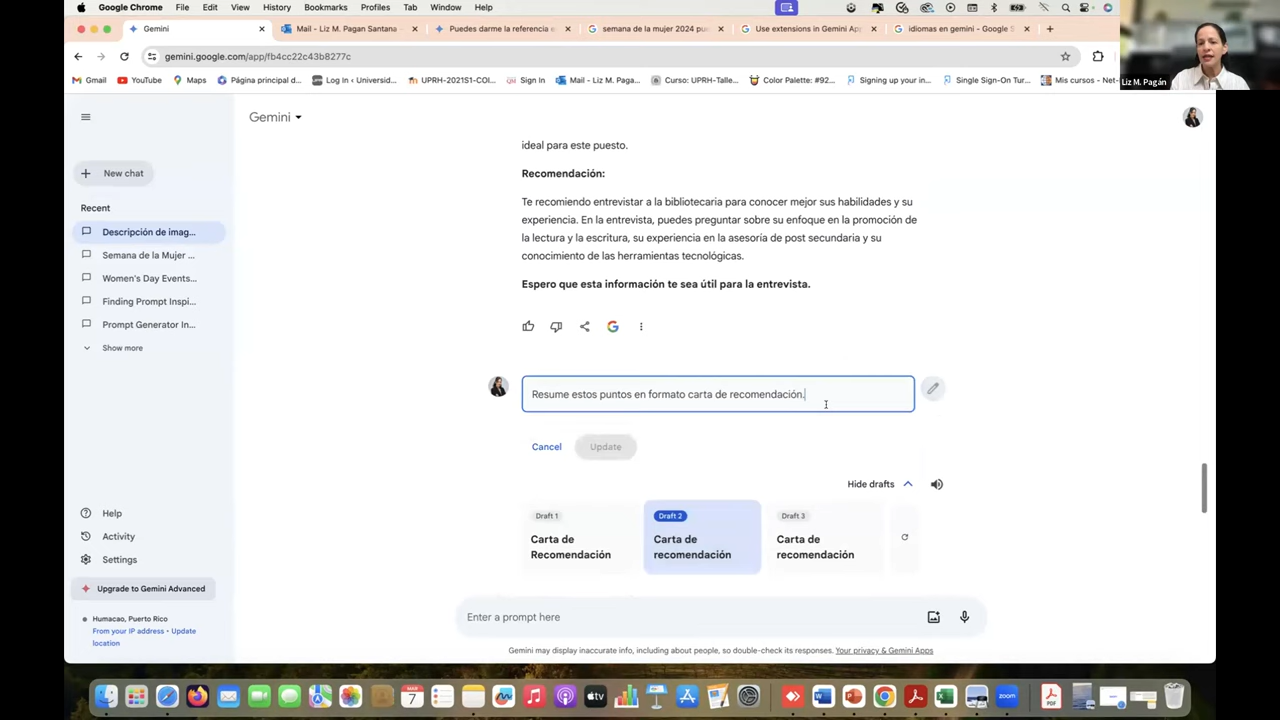 Chrome File Edit View History Bookmarks Profiles Tab Window Help
Google Chrome
Gemini
Mail - Liz M. Pagan Santana -
Puedes darme la referencia e
semana de la mujer 2024 pue
Use extensions in Gemini App
idiomas en gemini - Google S
gemini.google.com/app/fb4cc22c43b8277c
Gmail
YouTube
Maps
Página principal d...
Log In ‹ Universid...
UPRH-2021S1-COI...
Sign In
Mail - Liz M. Paga...
Curso: UPRH-Talle...
Color Palette: #92...
Signing up your in...
Single Sign-On Tur...
Mis cursos - Net-
Liz M. Pagán
Gemini
New chat
Recent
Descripción de imag...
Semana de la Mujer ...
Women's Day Events...
Finding Prompt Inspi...
Prompt Generator In...
Show more
Help
Activity
Settings
Upgrade to Gemini Advanced
Humacao, Puerto Rico
From your IP address • Update
location
ideal para este puesto.
Recomendación:
Te recomiendo entrevistar a la bibliotecaria para conocer mejor sus habilidades y su
experiencia. En la entrevista, puedes preguntar sobre su enfoque en la promoción de
la lectura y la escritura, su experiencia en la asesoría de post secundaria y su
conocimiento de las herramientas tecnológicas.
Espero que esta información te sea útil para la entrevista.
Resume estos puntos en formato carta de recomendación.
Cancel
Update
Hide drafts
Draft 1
Carta de
Recomendación
Draft 2
Carta de
recomendación
Draft 3
Carta de
recomendación
Enter a prompt here
Gemini may display inaccurate info, including about people, so double-check its responses. Your privacy & Gemini Apps
MAR
7
tv
zoom
PDF